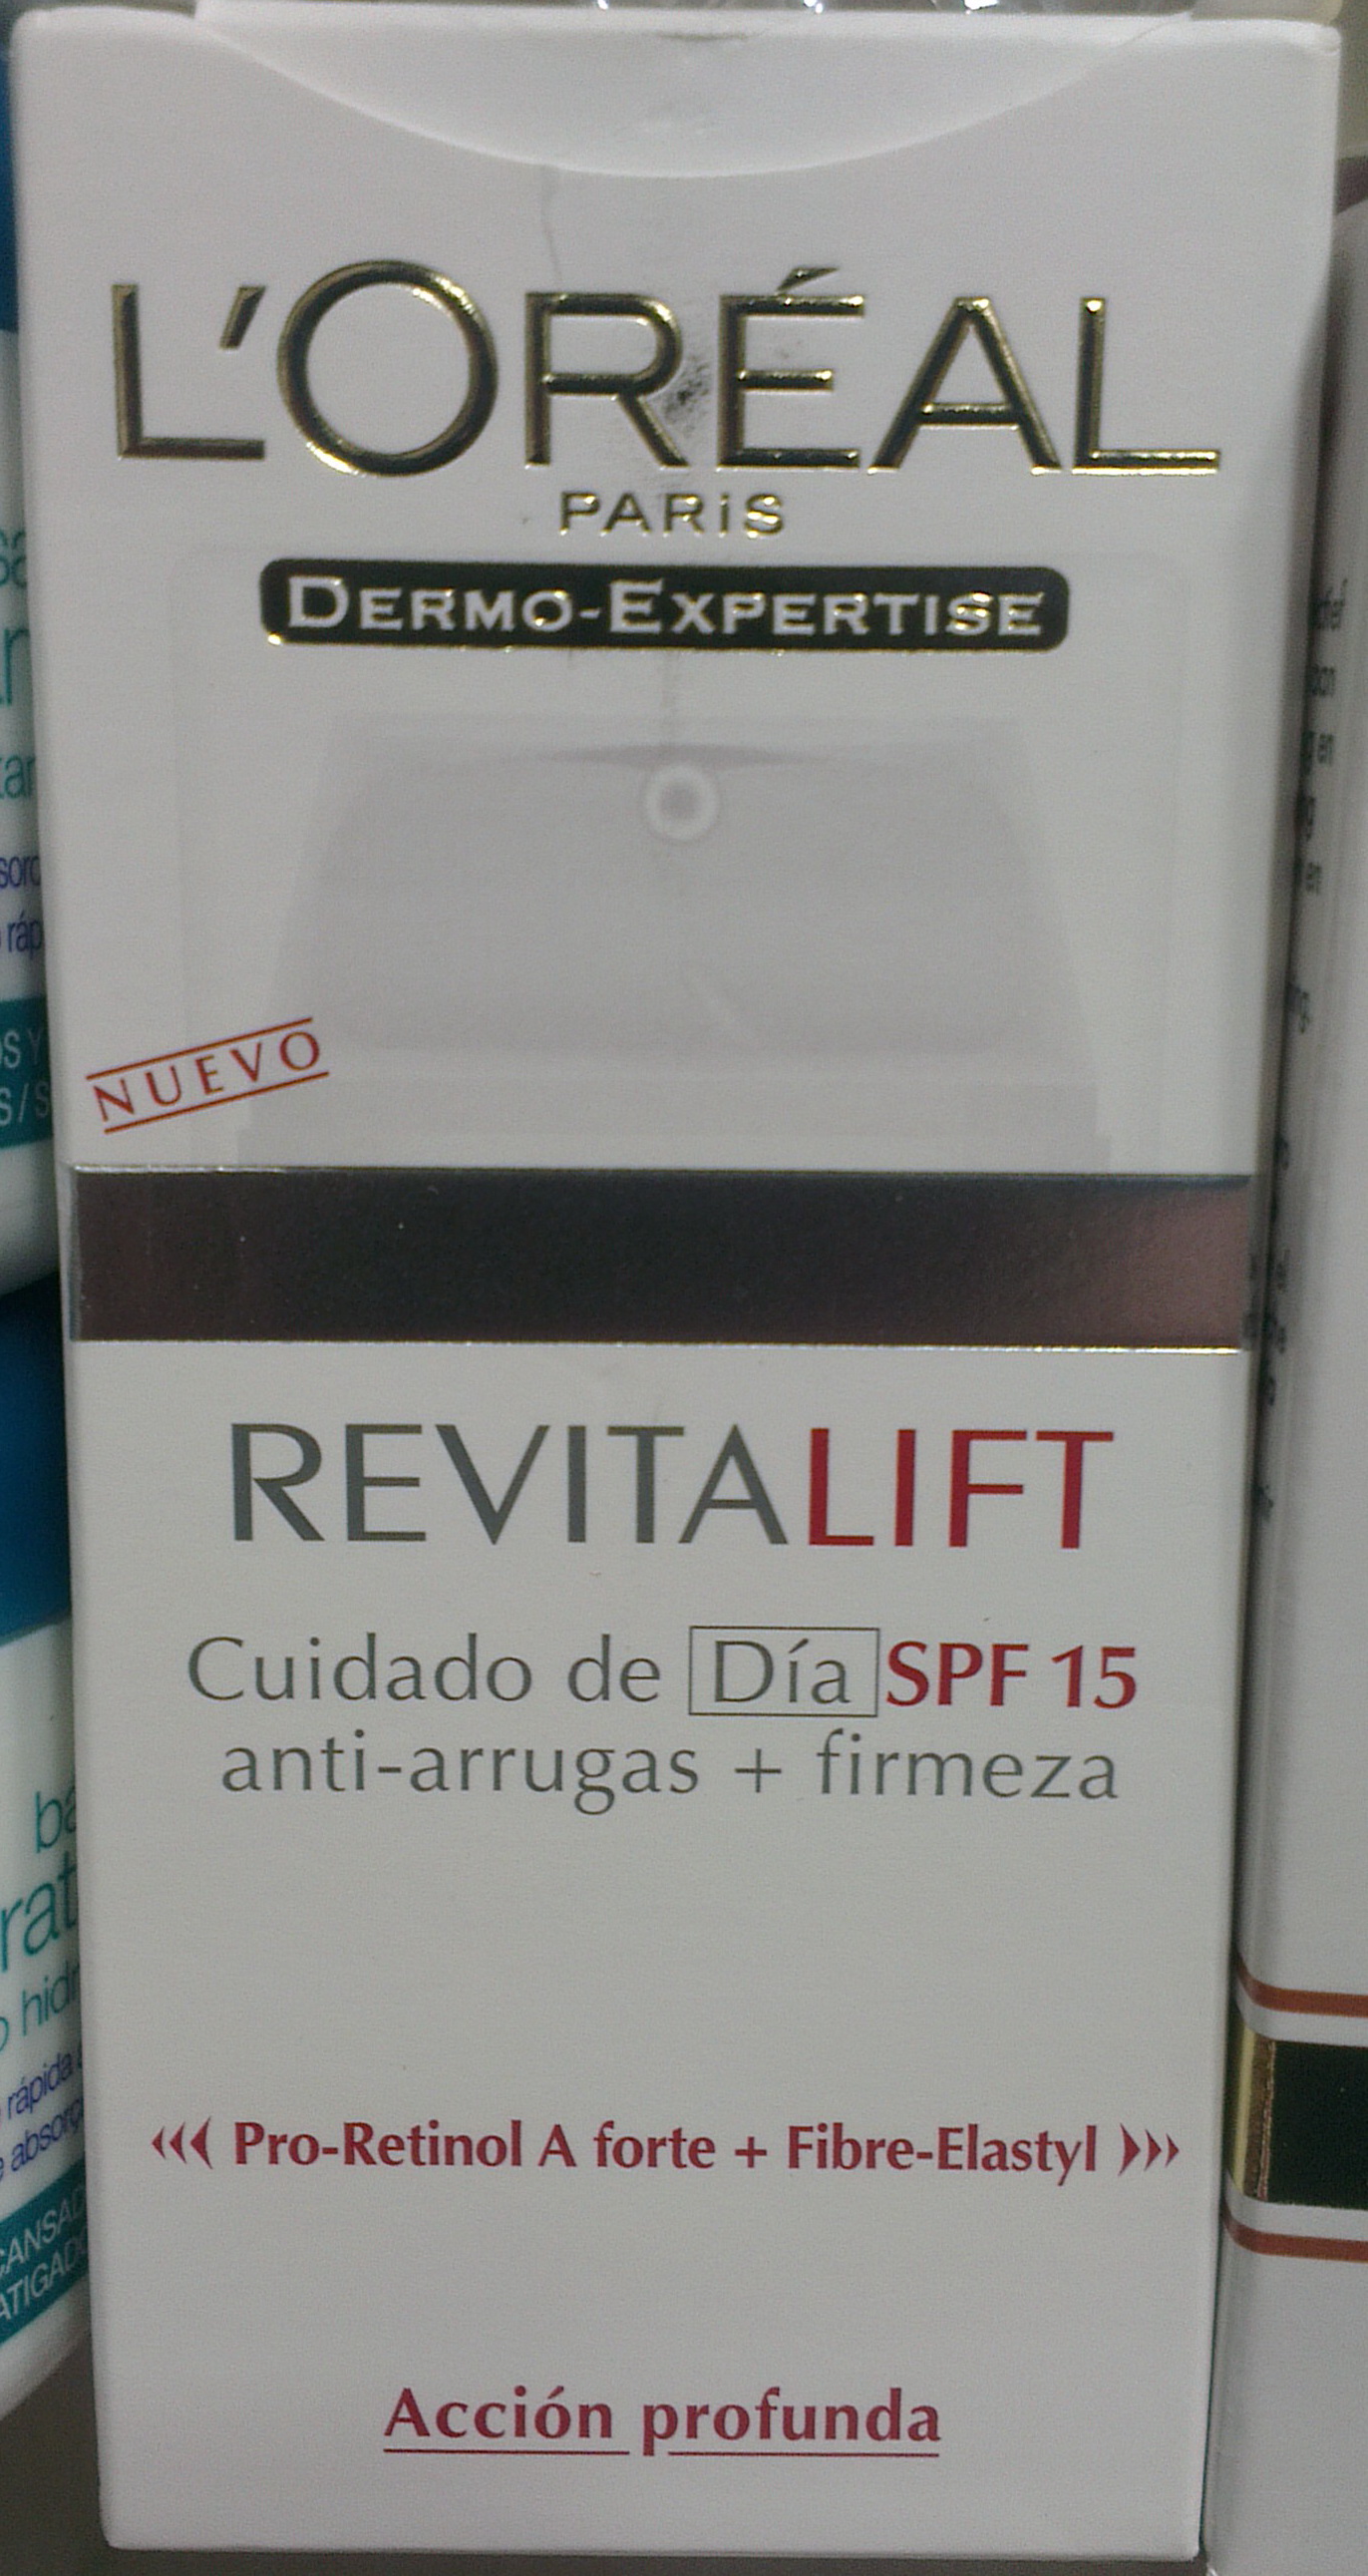 L'ORÉAL
PARiS
DERMO-EXPERTISE
NUEVO
REVITALIFT
Cuidado de Día SPF 15
anti-arrugas + firmeza
‹‹‹ Pro-Retinol A forte + Fibre-Elastyl ›››
Acción profunda